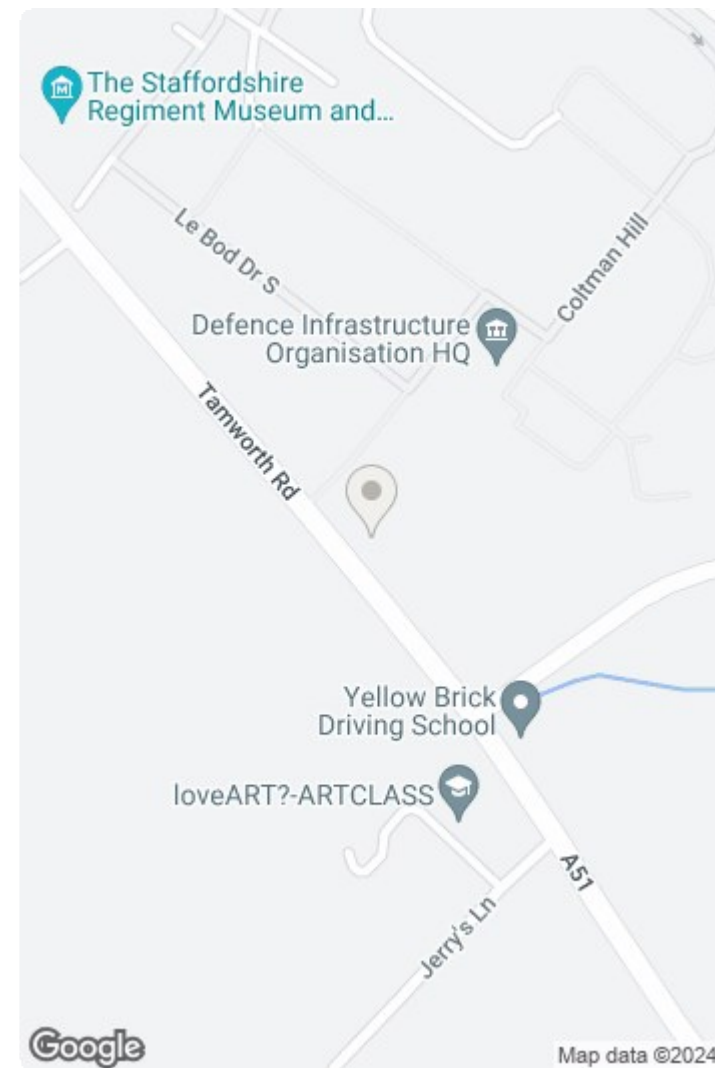 The Staffordshire
Regiment Museum and...
Le Bod Dr S
Coltman Hill
Defence Infrastructure
Organisation HQ
Tamworth Rd
Yellow Brick
Driving School
loveART?-ARTCLASS
A51
Jerry's Ln
Google
Map data ©2024